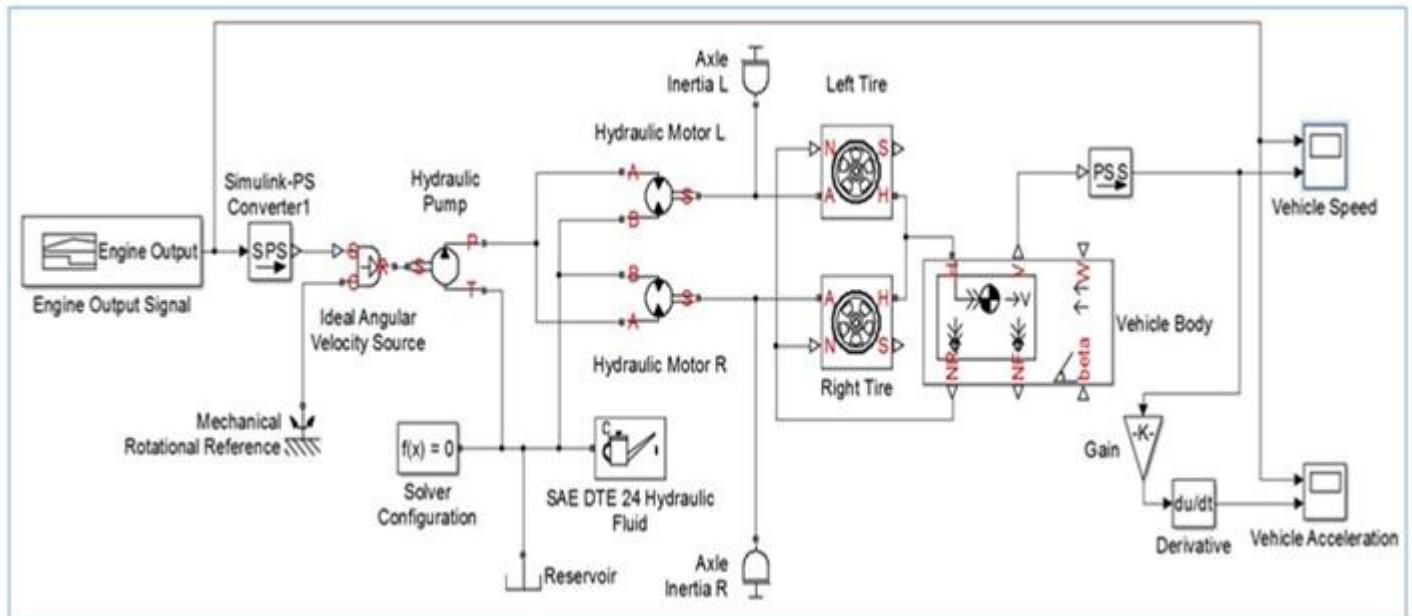 Axle
Inertia L
Left Tire
Hydraulic Motor L
Simulink-PS
Converter1
Hydraulic
Pump
A
S
B
N
S
A
H
PS S
Vehicle Speed
Engine Output
SPS
S
C
R
S
P
T
Engine Output Signal
Ideal Angular
Velocity Source
B
S
A
A
H
N
S
Hydraulic Motor R
Right Tire
H
V
W
V
NR
NF
beta
Vehicle Body
Mechanical
Rotational Reference
f(x) = 0
Solver
Configuration
SAE DTE 24 Hydraulic
Fluid
-K-
Gain
du/dt
Derivative
Vehicle Acceleration
Reservoir
Axle
Inertia R